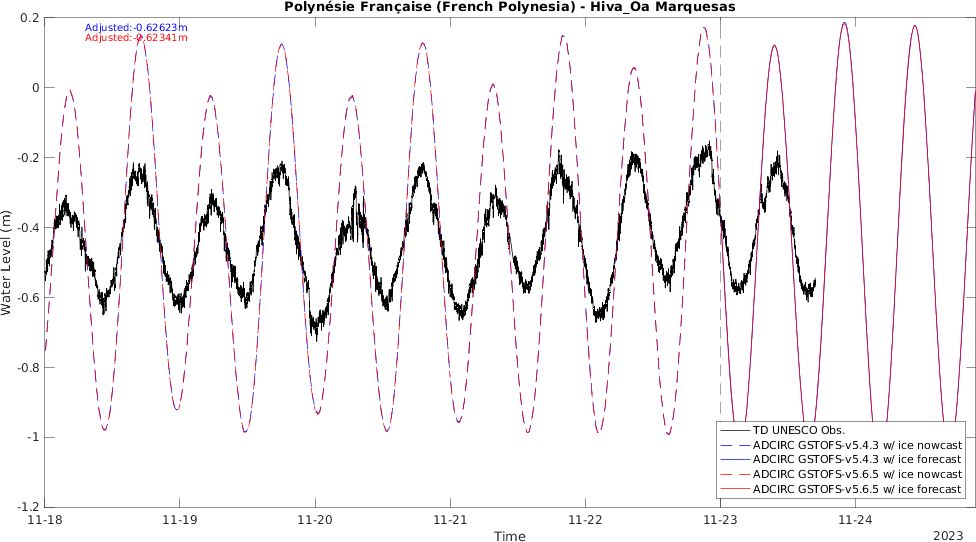 Polynésie Française (French Polynesia) - Hiva_Oa Marquesas
Adjusted:-0.62623m
Adjusted:-0.62341m
0.2
0
-0.2
-0.4
-0.6
-0.8
-1
-1.2
Water Level (m)
TD UNESCO Obs.
ADCIRC GSTOFS-v5.4.3 w/ ice nowcast
ADCIRC GSTOFS-v5.4.3 w/ ice forecast
ADCIRC GSTOFS-v5.6.5 w/ ice nowcast
ADCIRC GSTOFS-v5.6.5 w/ ice forecast
11-18 11-19 11-20 11-21 11-22 11-23 11-24
Time
2023